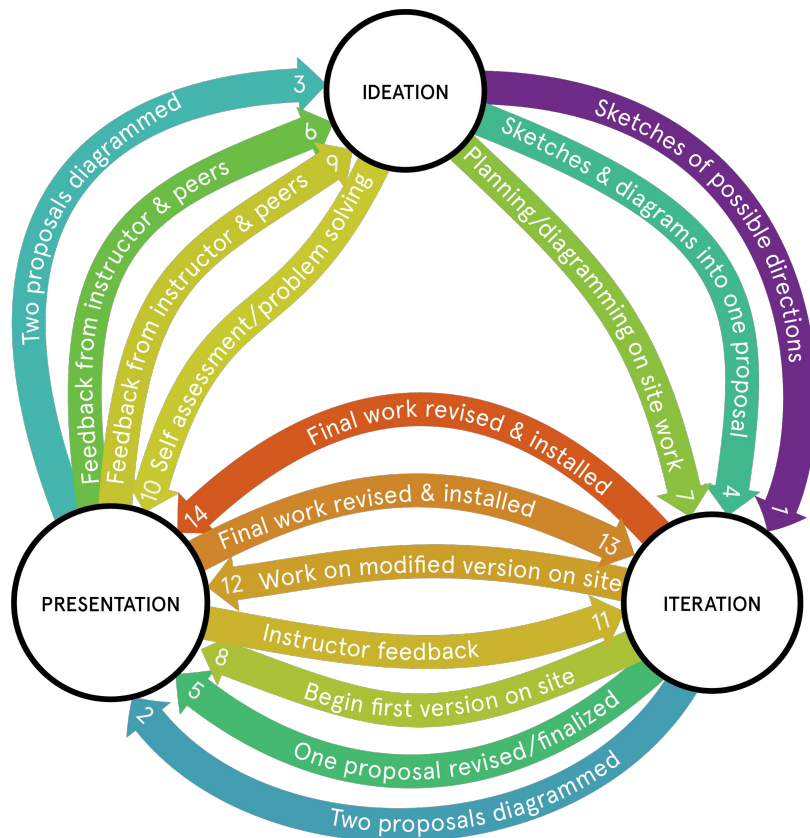 IDEATION
3
Two proposals diagrammed
6
Feedback from instructor & peers
9
Feedback from instructor & peers
10 Self assessment/problem solving
Sketches of possible directions
1
Sketches & diagrams into one proposal
4
Planning/diagramming on site work
7
Final work revised & installed
14
Final work revised & installed
13
12 Work on modified version on site
PRESENTATION
ITERATION
Instructor feedback
11
8
Begin first version on site
5
One proposal revised/finalized
2
Two proposals diagrammed